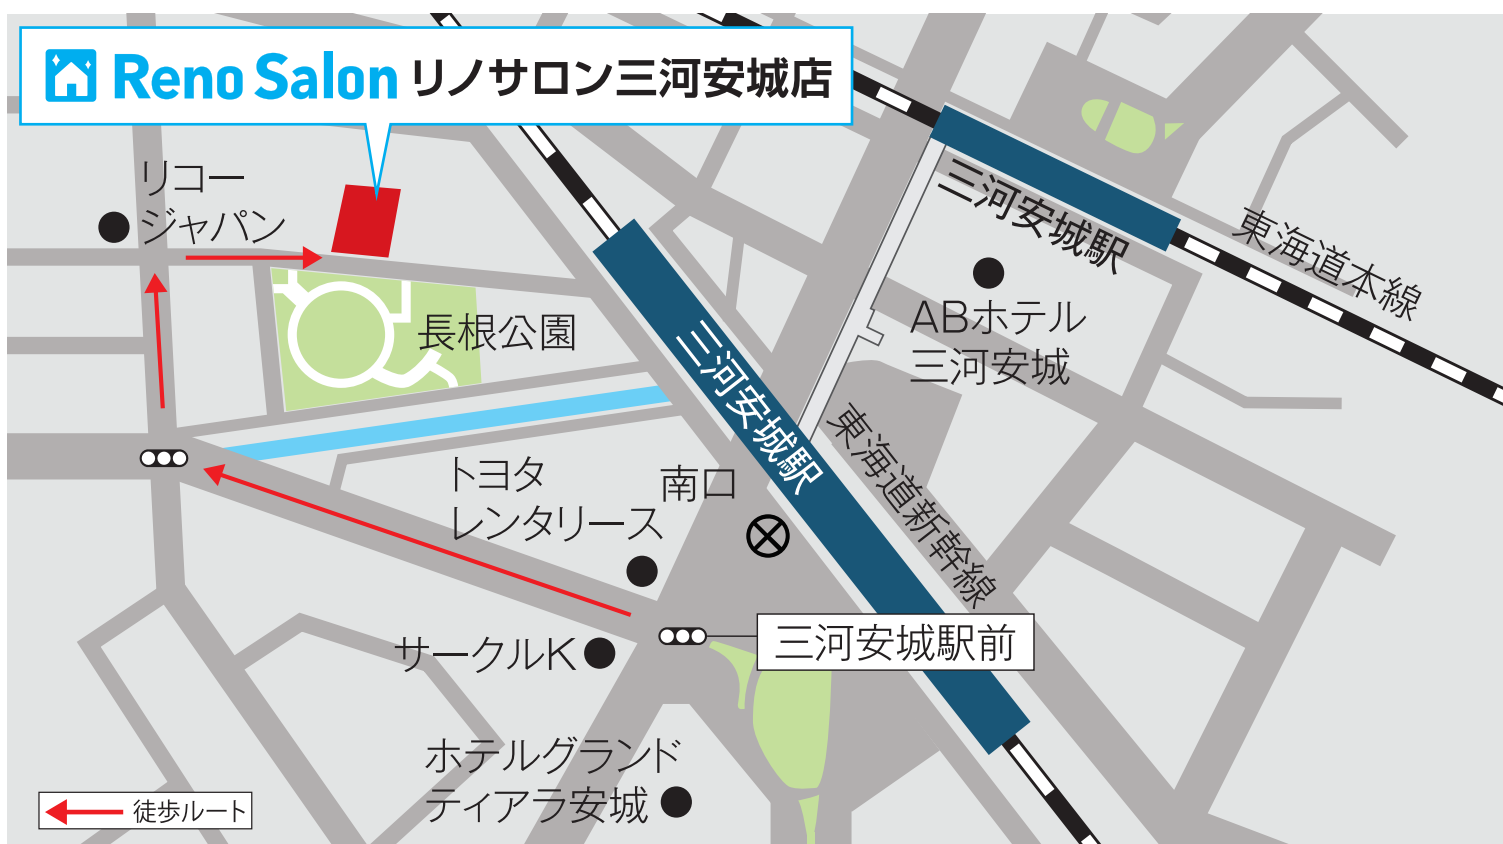 Reno Salon リノサロン三河安城店
リコー
ジャパン
三河安城駅
東海道本線
ABホテル
三河安城
長根公園
三河安城駅
東海道新幹線
トヨタ
レンタリース
南口
サークルK
三河安城駅前
ホテルグランド
ティアラ安城
徒歩ルート